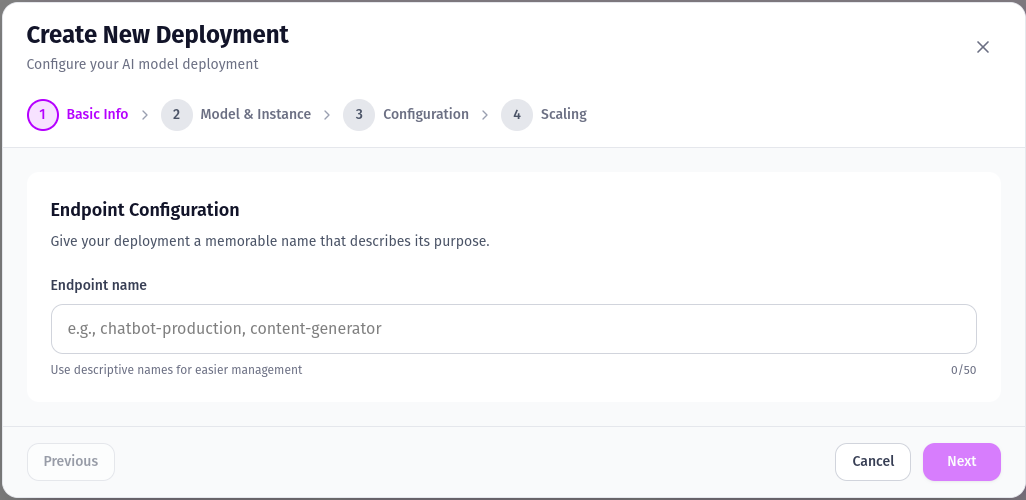 Create New Deployment
Configure your AI model deployment
1 Basic Info 2 Model & Instance 3 Configuration 4 Scaling
Endpoint Configuration
Give your deployment a memorable name that describes its purpose.
Endpoint name
e.g., chatbot-production, content-generator
Use descriptive names for easier management 0/50
Previous Cancel Next